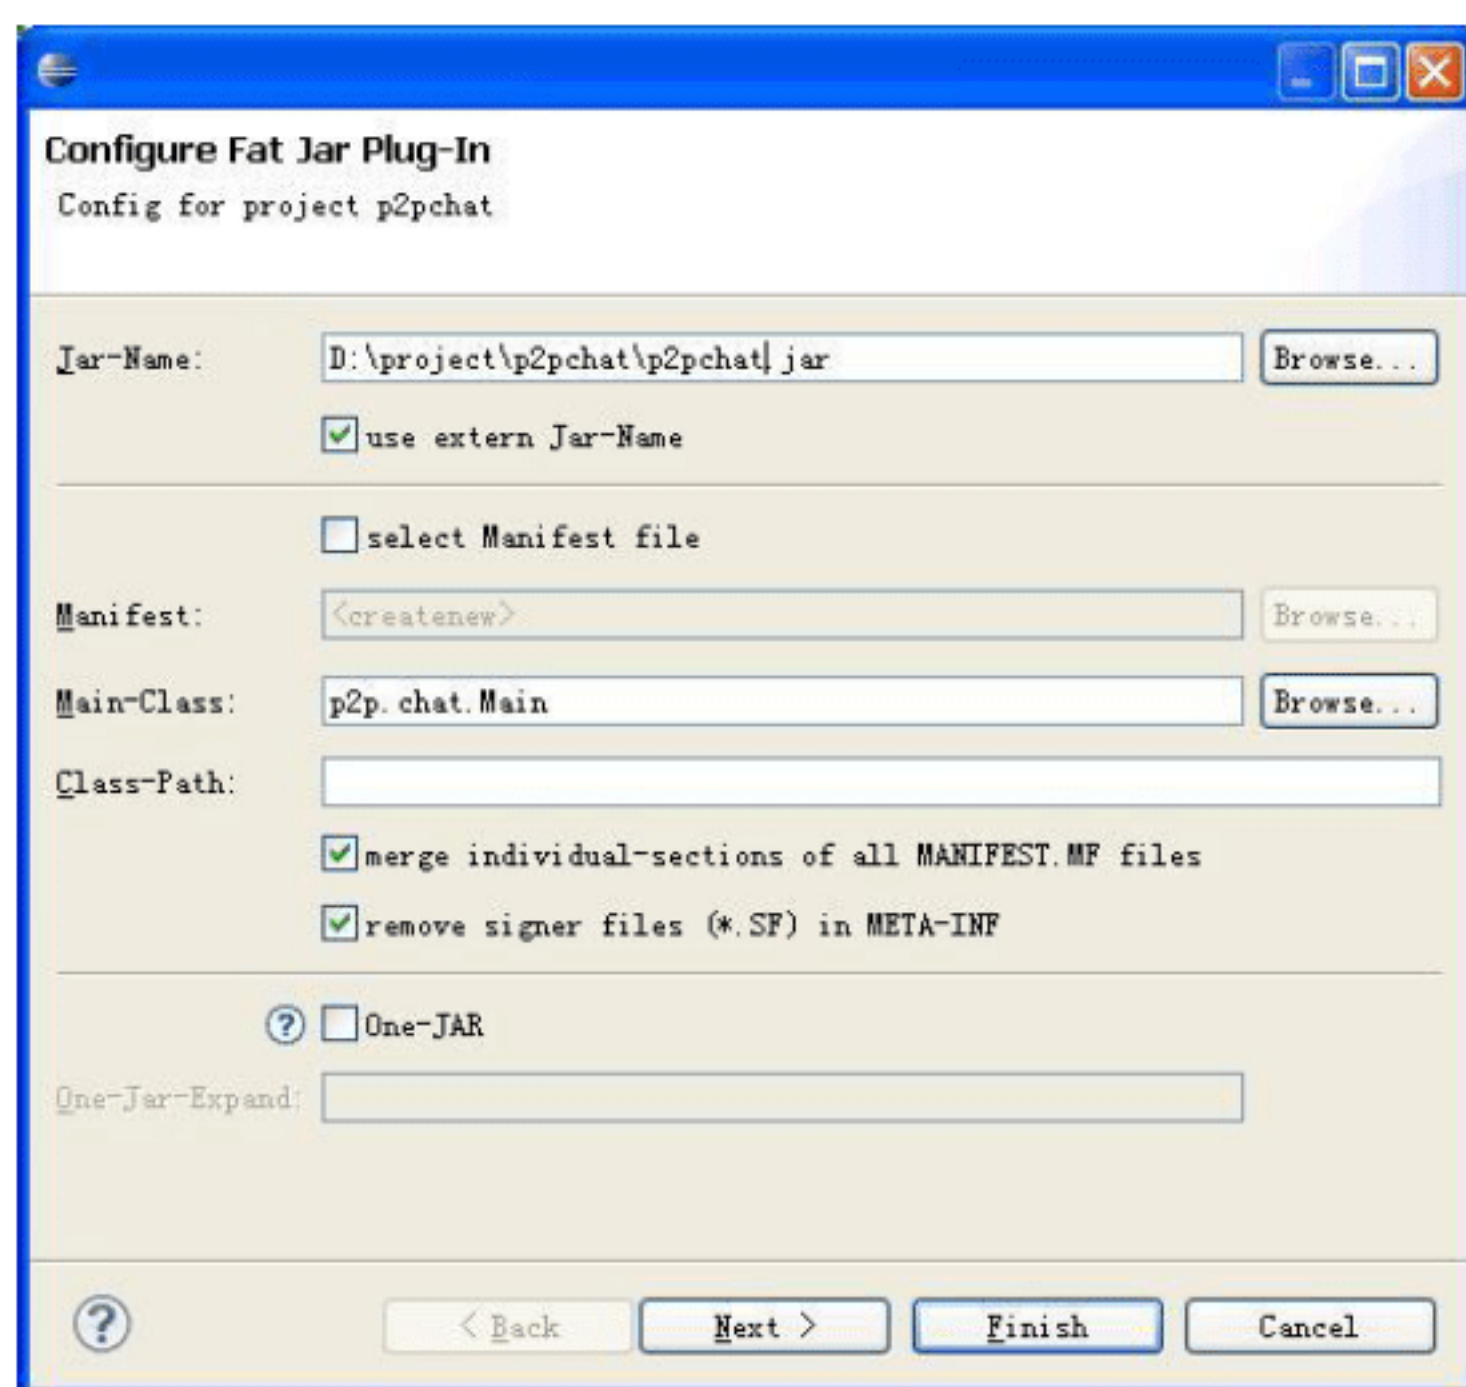 Configure Fat Jar Plug-In
Config for project p2pchat
Jar-Name: D:\project\p2pchat\p2pchat.jar Browse...
use extern Jar-Name
select Manifest file
Manifest: <createnew> Browse...
Main-Class: p2p.chat.Main Browse...
Class-Path:
merge individual-sections of all MANIFEST.MF files
remove signer files (*.SF) in META-INF
? One-JAR
One-Jar-Expand:
? < Back Next > Finish Cancel